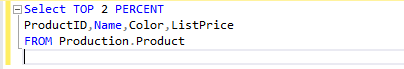 Select TOP 2 PERCENT
ProductID,Name,Color,ListPrice
FROM Production.Product